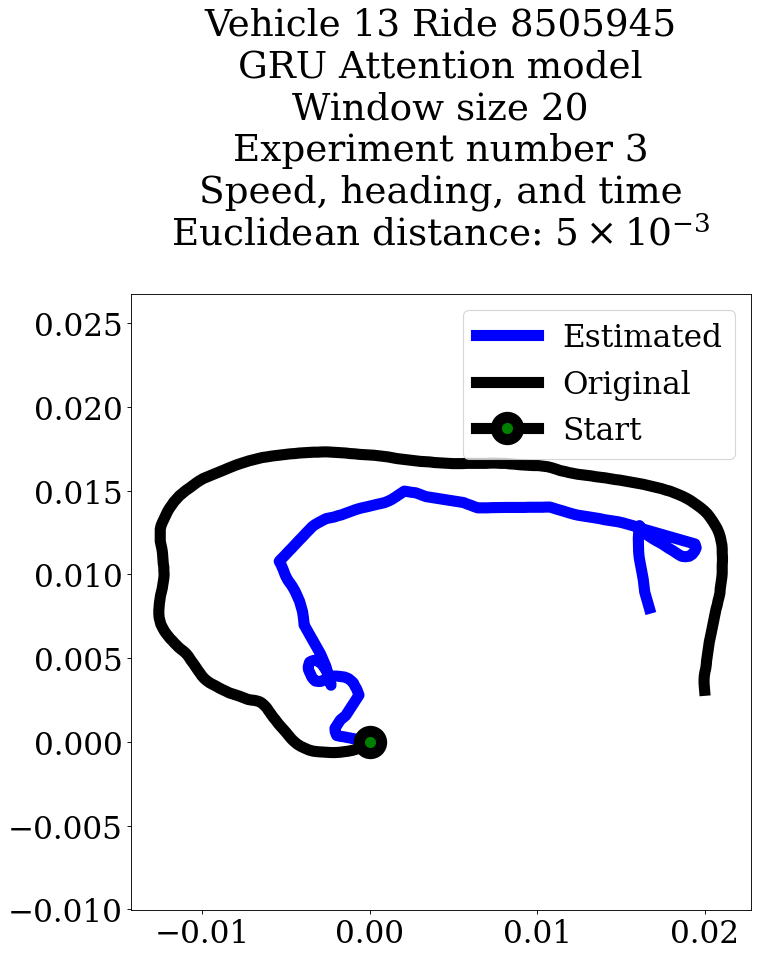 Vehicle 13 Ride 8505945
GRU Attention model
Window size 20
Experiment number 3
Speed, heading, and time
Euclidean distance: 5 × 10⁻³
Estimated
Original
Start
0.025
0.020
0.015
0.010
0.005
0.000
−0.005
−0.010
−0.01 0.00 0.01 0.02